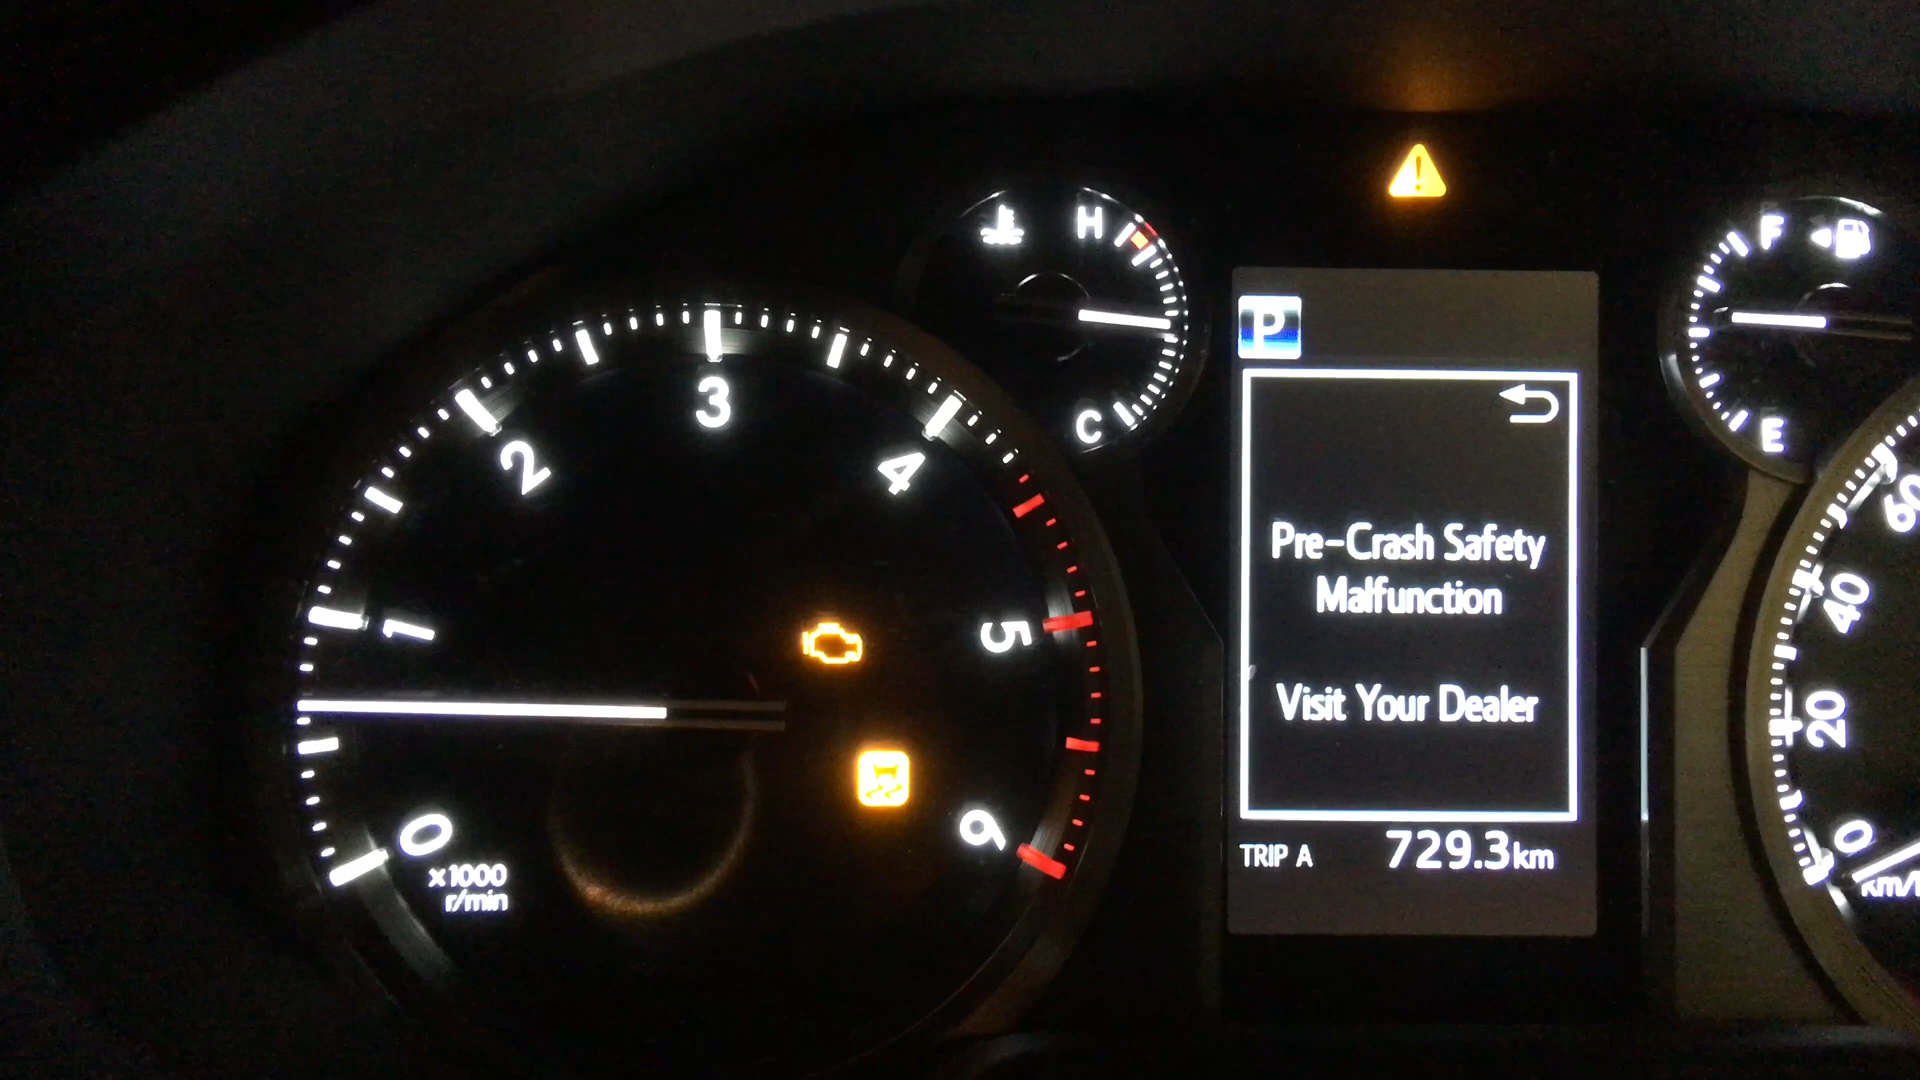 0
1
2
3
4
5
6
x1000
r/min
H
C
P
Pre-Crash Safety
Malfunction
Visit Your Dealer
TRIP A 729.3km
F
E
60
40
20
0